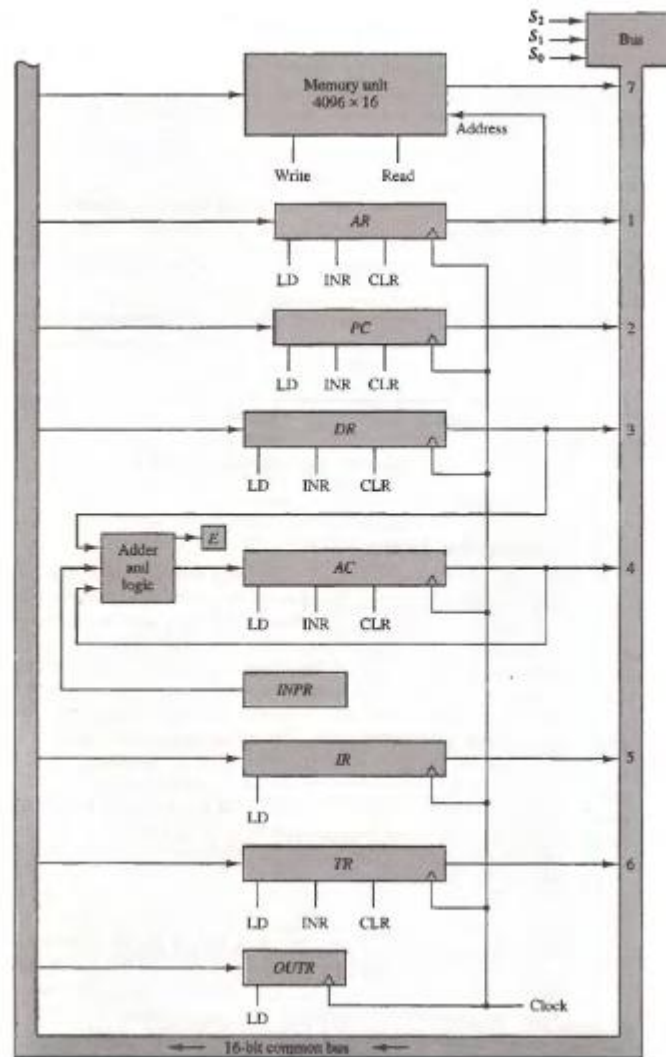 S₂
S₁
S₀
Bus
Memory unit
4096 × 16
7
Address
Write Read
AR
1
LD INR CLR
PC
2
LD INR CLR
DR
3
LD INR CLR
Adder
and
logic
E
AC
4
LD INR CLR
INPR
IR
5
LD
TR
6
LD INR CLR
OUTR
LD
Clock
16-bit common bus